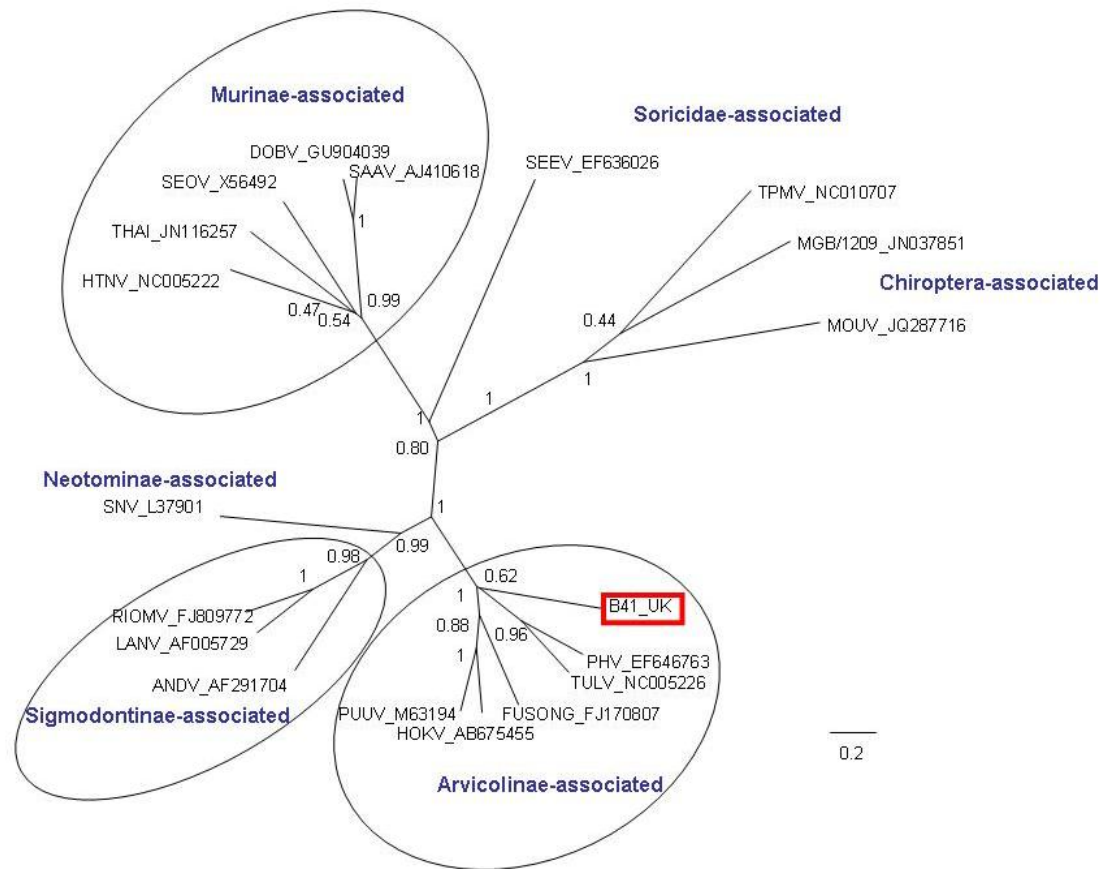 Murinae-associated
Soricidae-associated
DOBV_GU904039
SEEV_EF636026
SAAV_AJ410618
SEOV_X56492
TPMV_NC010707
THAI_JN116257
1
MGB/1209_JN037851
HTNV_NC005222
Chiroptera-associated
0.99
0.47
0.54
0.44
MOUV_JQ287716
1
1
1
0.80
Neotominae-associated
SNV_L37901
1
0.99
0.98
1
0.62
1
B41_UK
RIOMV_FJ809772
0.88
0.96
LANV_AF005729
1
PHV_EF646763
TULV_NC005226
ANDV_AF291704
Sigmodontinae-associated
PUUV_M63194
FUSONG_FJ170807
HOKV_AB675455
0.2
Arvicolinae-associated